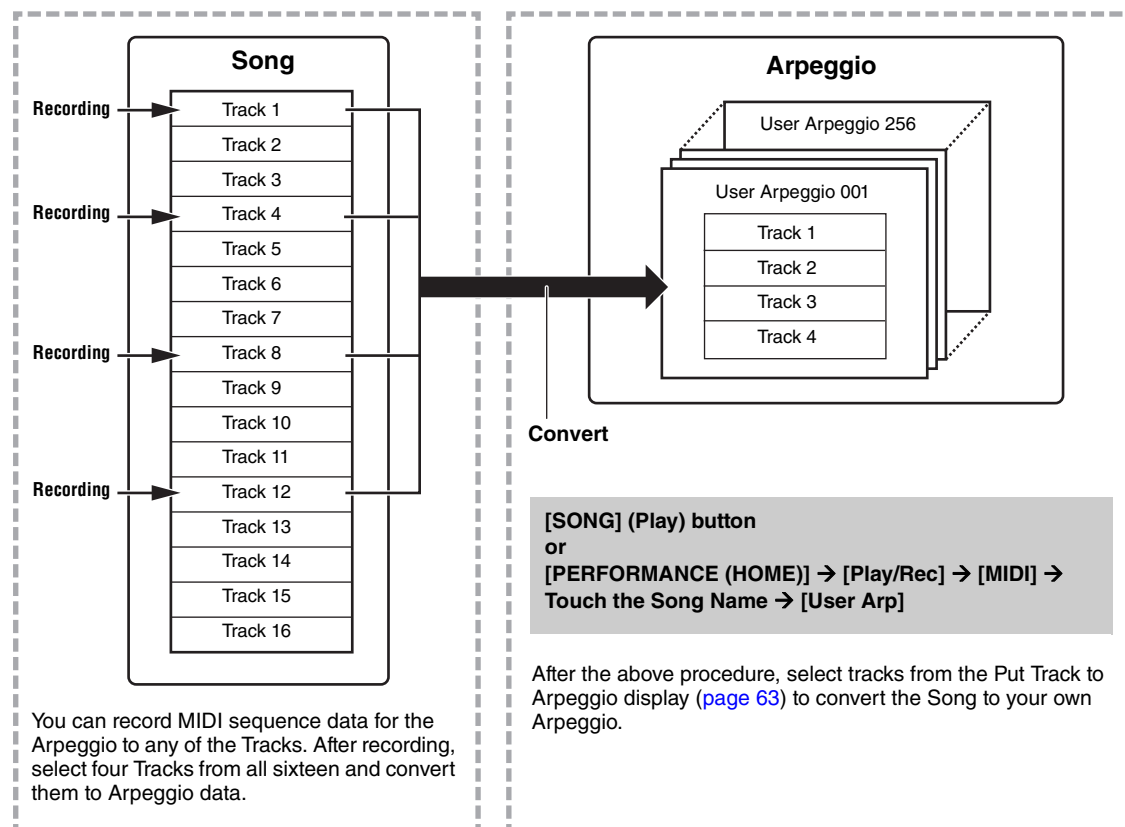 Song
Recording
Track 1
Track 2
Track 3
Recording
Track 4
Track 5
Track 6
Track 7
Recording
Track 8
Track 9
Track 10
Track 11
Recording
Track 12
Track 13
Track 14
Track 15
Track 16
You can record MIDI sequence data for the
Arpeggio to any of the Tracks. After recording,
select four Tracks from all sixteen and convert
them to Arpeggio data.
Arpeggio
User Arpeggio 256
User Arpeggio 001
Track 1
Track 2
Track 3
Track 4
Convert
[SONG] (Play) button
or
[PERFORMANCE (HOME)] → [Play/Rec] → [MIDI] →
Touch the Song Name → [User Arp]
After the above procedure, select tracks from the Put Track to
Arpeggio display (page 63) to convert the Song to your own
Arpeggio.